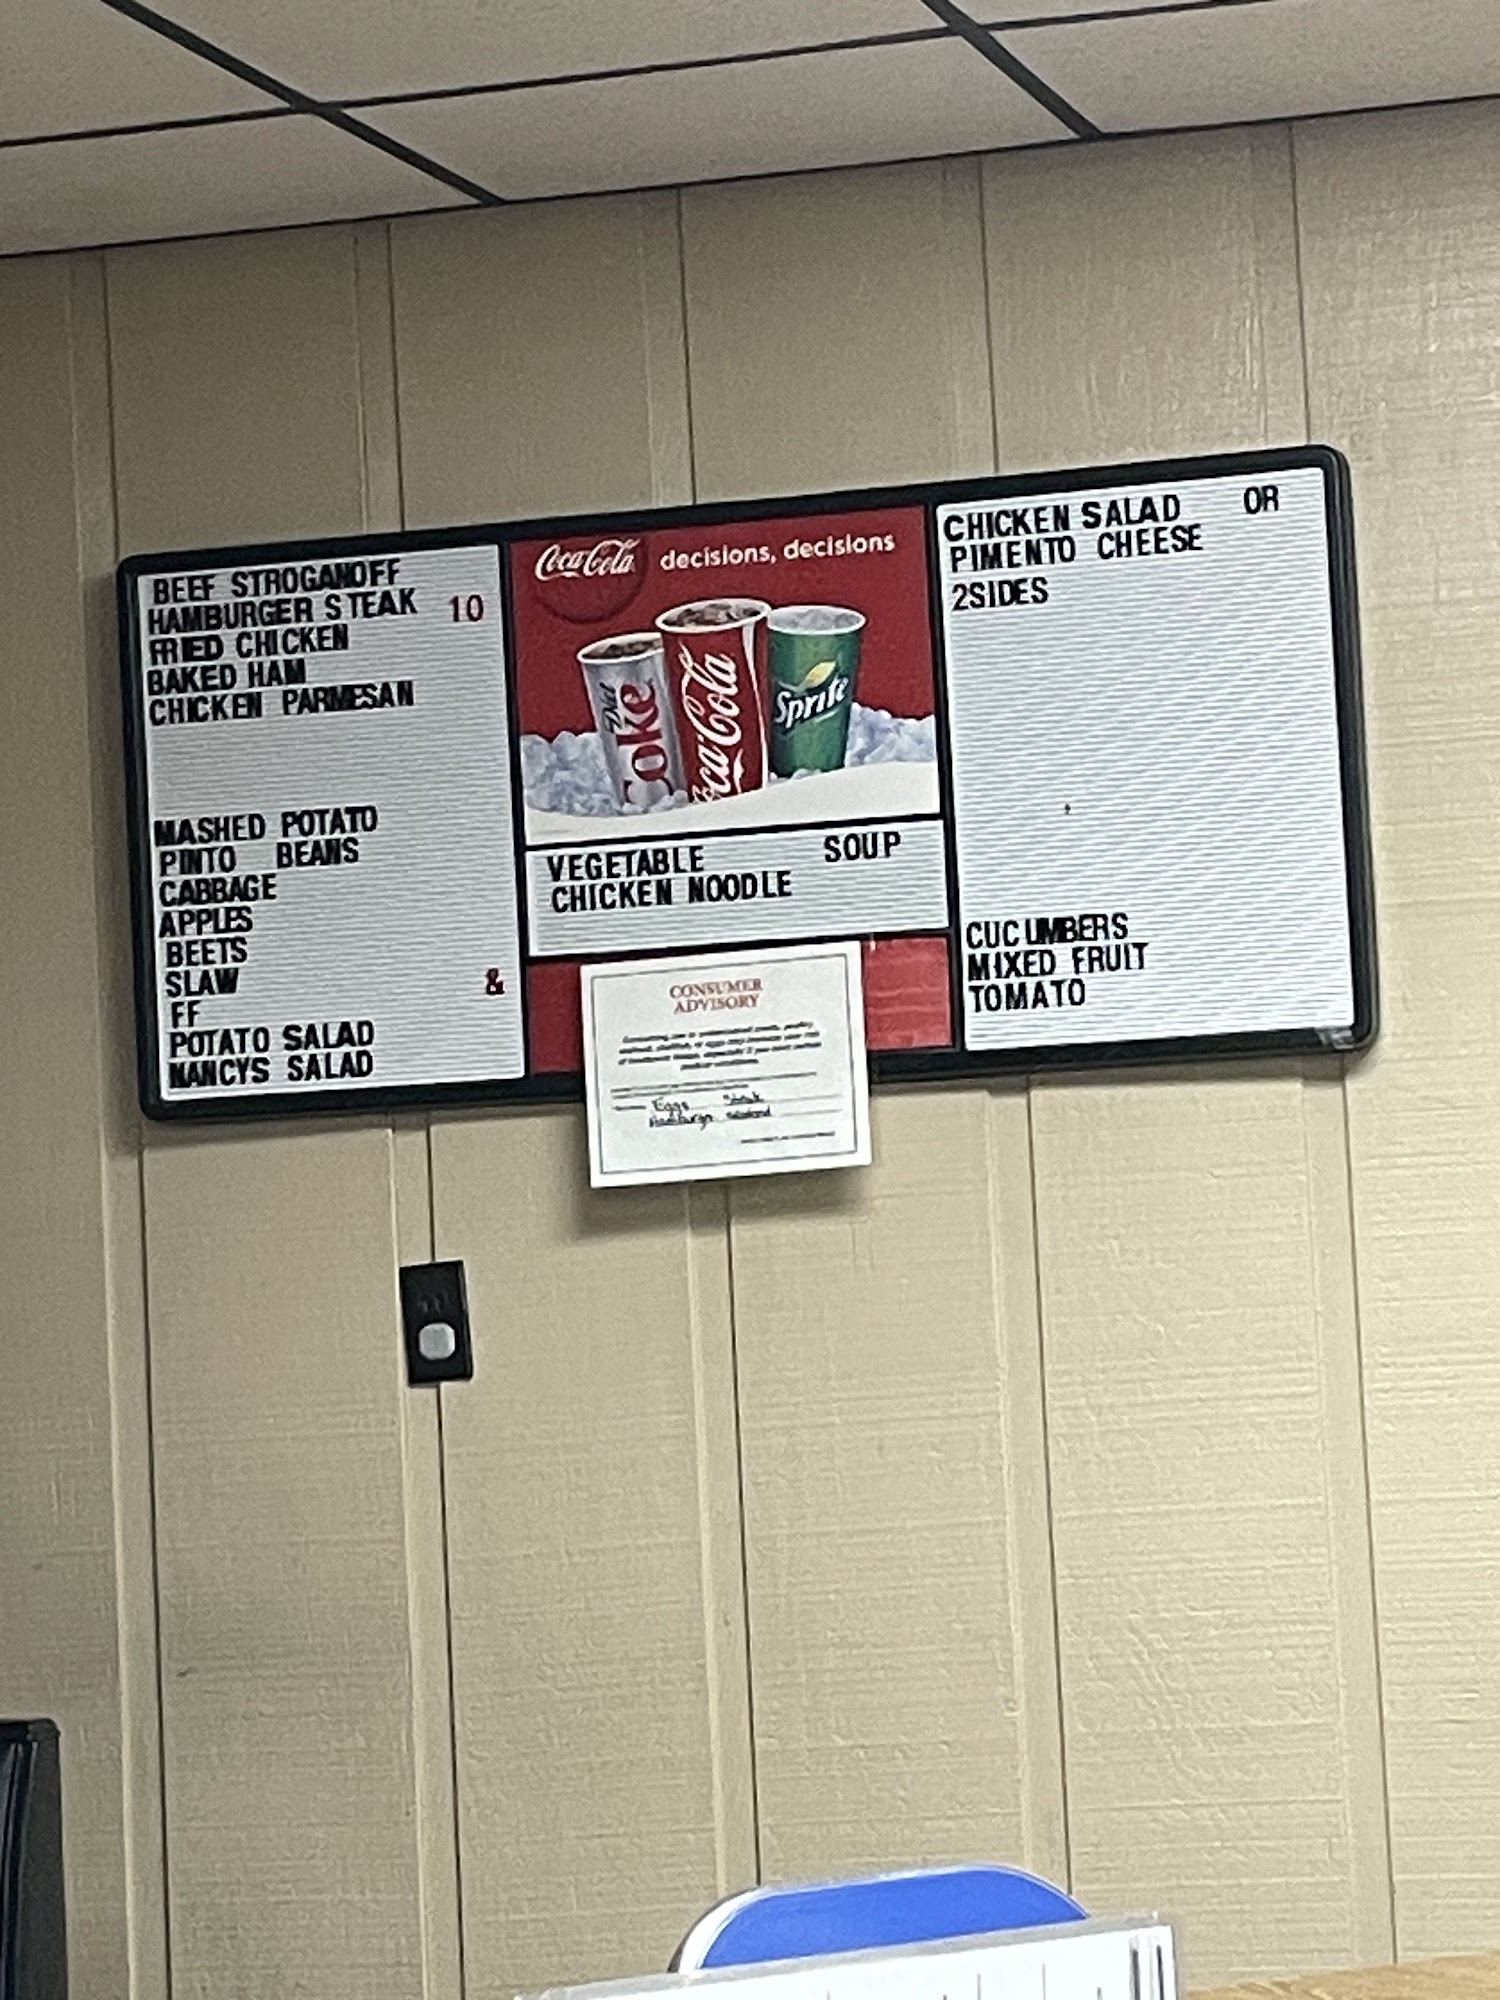 BEEF STROGANOFF
HAMBURGER STEAK 10
FRIED CHICKEN
BAKED HAM
CHICKEN PARMESAN
MASHED POTATO
PINTO BEANS
CABBAGE
APPLES
BEETS
SLAW &
FF
POTATO SALAD
NANCYS SALAD
Coca-Cola decisions, decisions
Diet Coke
Coca-Cola
Sprite
VEGETABLE SOUP
CHICKEN NOODLE
CONSUMER
ADVISORY
Eggs Steak
CHICKEN SALAD OR
PIMENTO CHEESE
2SIDES
CUCUMBERS
MIXED FRUIT
TOMATO